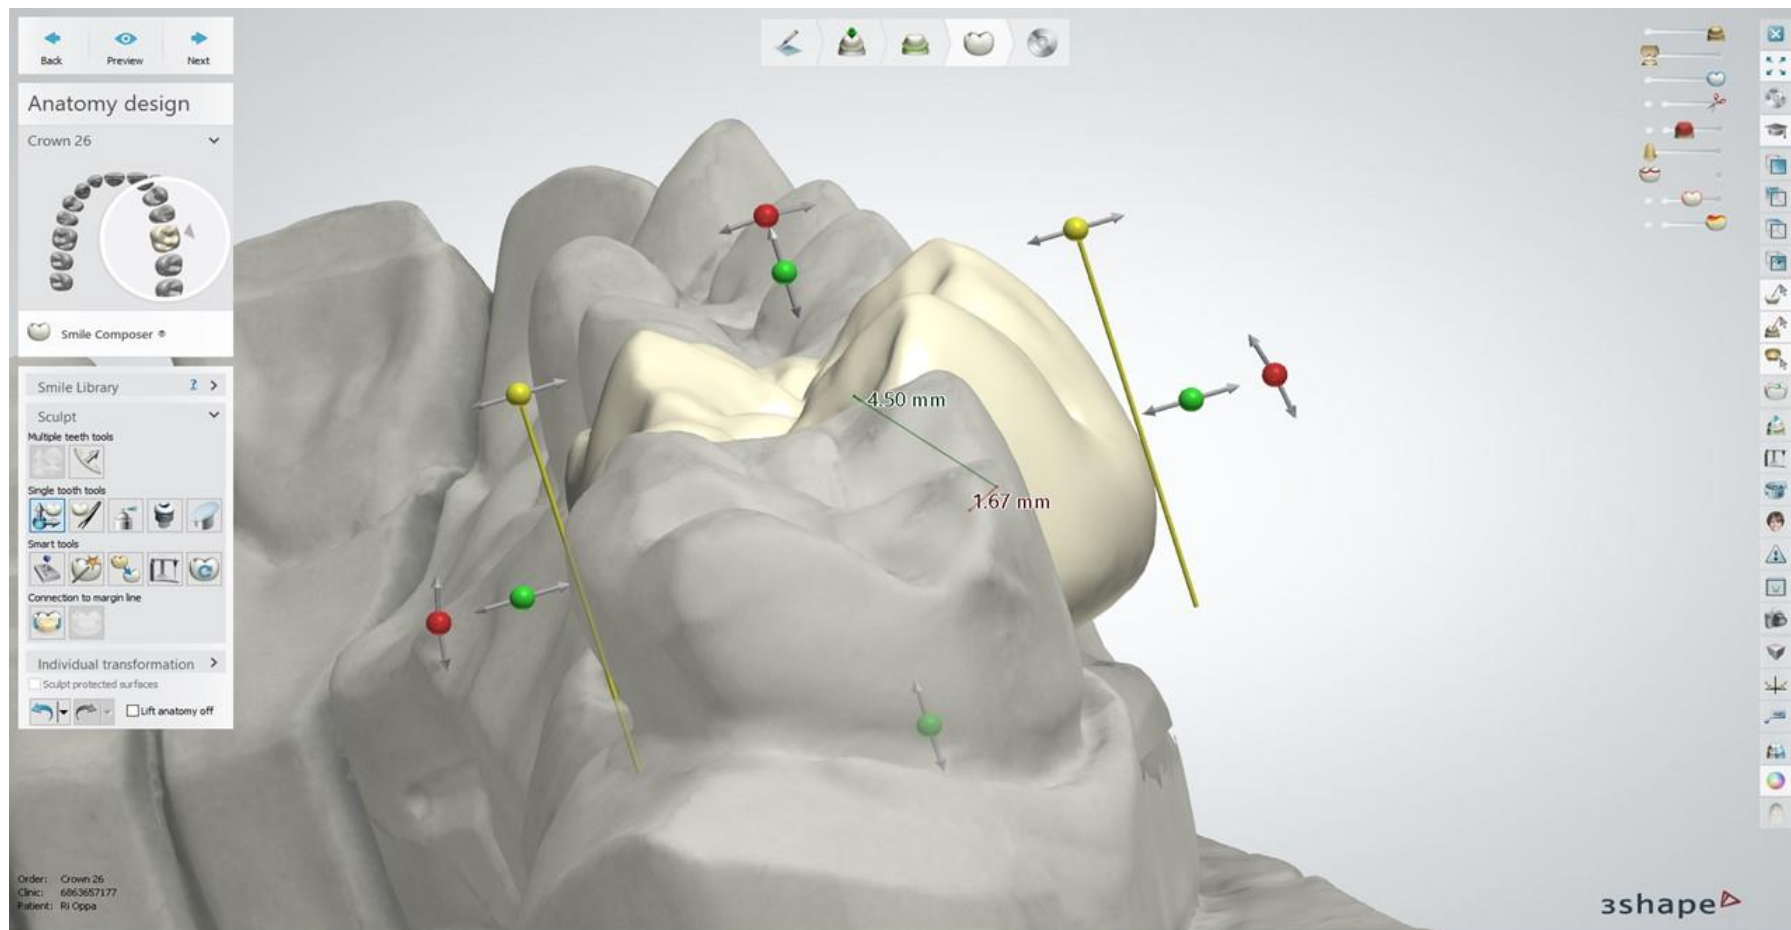 Back Preview Next
Anatomy design
Crown 26
Smile Composer ®
Smile Library ?
Sculpt
Multiple teeth tools
Single tooth tools
Smart tools
Connection to margin line
Individual transformation
Sculpt protected surfaces
Lift anatomy off
4.50 mm
1.67 mm
Order: Crown 26
Clinic: 6863657177
Patient: Ri Oppa
3shape